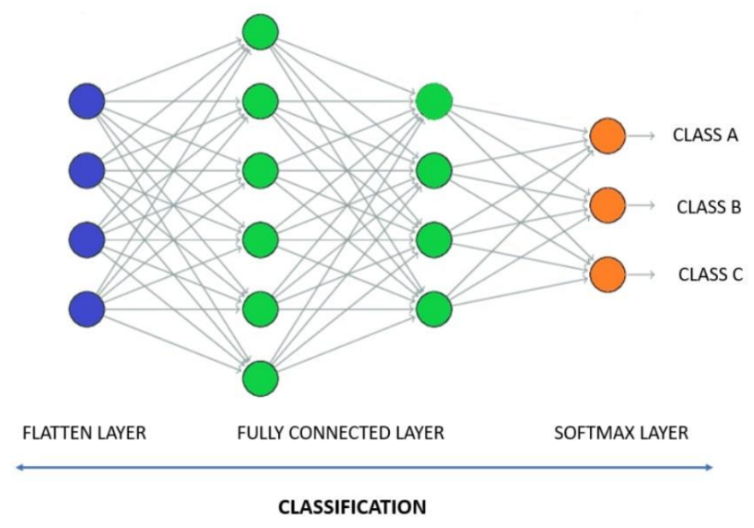 CLASS A
CLASS B
CLASS C
FLATTEN LAYER
FULLY CONNECTED LAYER
SOFTMAX LAYER
CLASSIFICATION